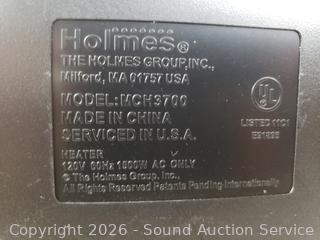 Holmes®
THE HOLMES GROUP, INC.,
Milford, MA 01757 USA
MODEL: MCH3700
MADE IN CHINA
SERVICED IN U.S.A.
HEATER
120V 60Hz 1500W AC ONLY
© The Holmes Group, Inc.,
All Rights Reserved Patents Pending Internationally
UL
®
LISTED 11C1
Copyright 2026 - Sound Auction Service